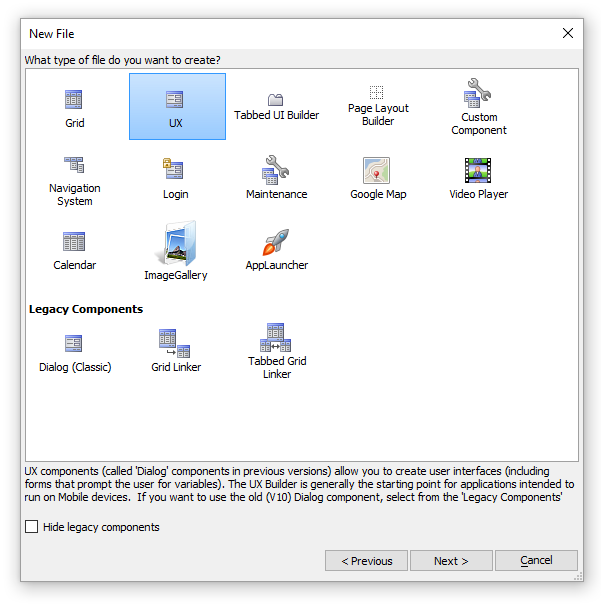 New File
What type of file do you want to create?
Grid
UX
Tabbed UI Builder
Page Layout
Builder
Custom
Component
Navigation
System
Login
Maintenance
Google Map
Video Player
Calendar
ImageGallery
AppLauncher
Legacy Components
Dialog (Classic)
Grid Linker
Tabbed Grid
Linker
UX components (called 'Dialog' components in previous versions) allow you to create user interfaces (including
forms that prompt the user for variables). The UX Builder is generally the starting point for applications intended to
run on Mobile devices.  If you want to use the old (V10) Dialog component, select from the 'Legacy Components'
Hide legacy components
< Previous
Next >
Cancel